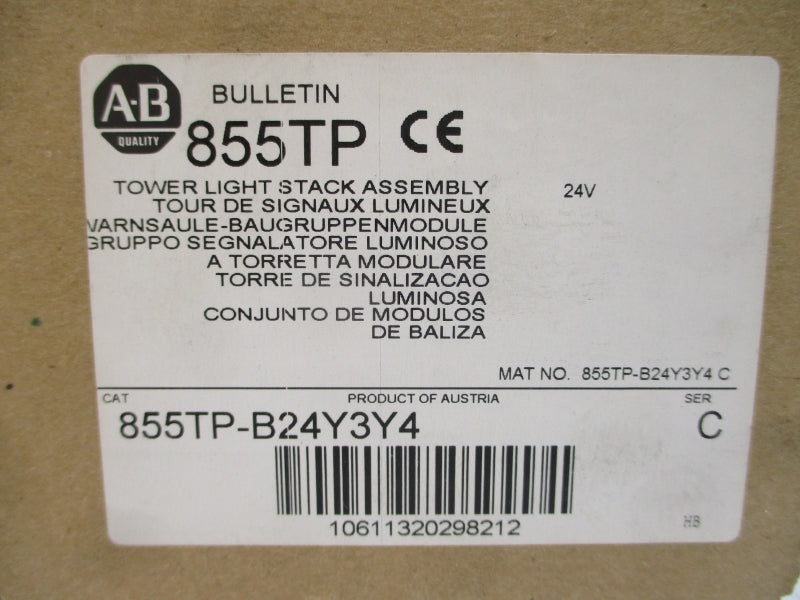 A-B
QUALITY
BULLETIN
855TP CE
TOWER LIGHT STACK ASSEMBLY 24V
TOUR DE SIGNAUX LUMINEUX
WARNSAULE-BAUGRUPPENMODULE
GRUPPO SEGNALATORE LUMINOSO
A TORRETTA MODULARE
TORRE DE SINALIZACAO
LUMINOSA
CONJUNTO DE MODULOS
DE BALIZA
MAT NO. 855TP-B24Y3Y4 C
CAT PRODUCT OF AUSTRIA SER
855TP-B24Y3Y4 C
10611320298212
HB